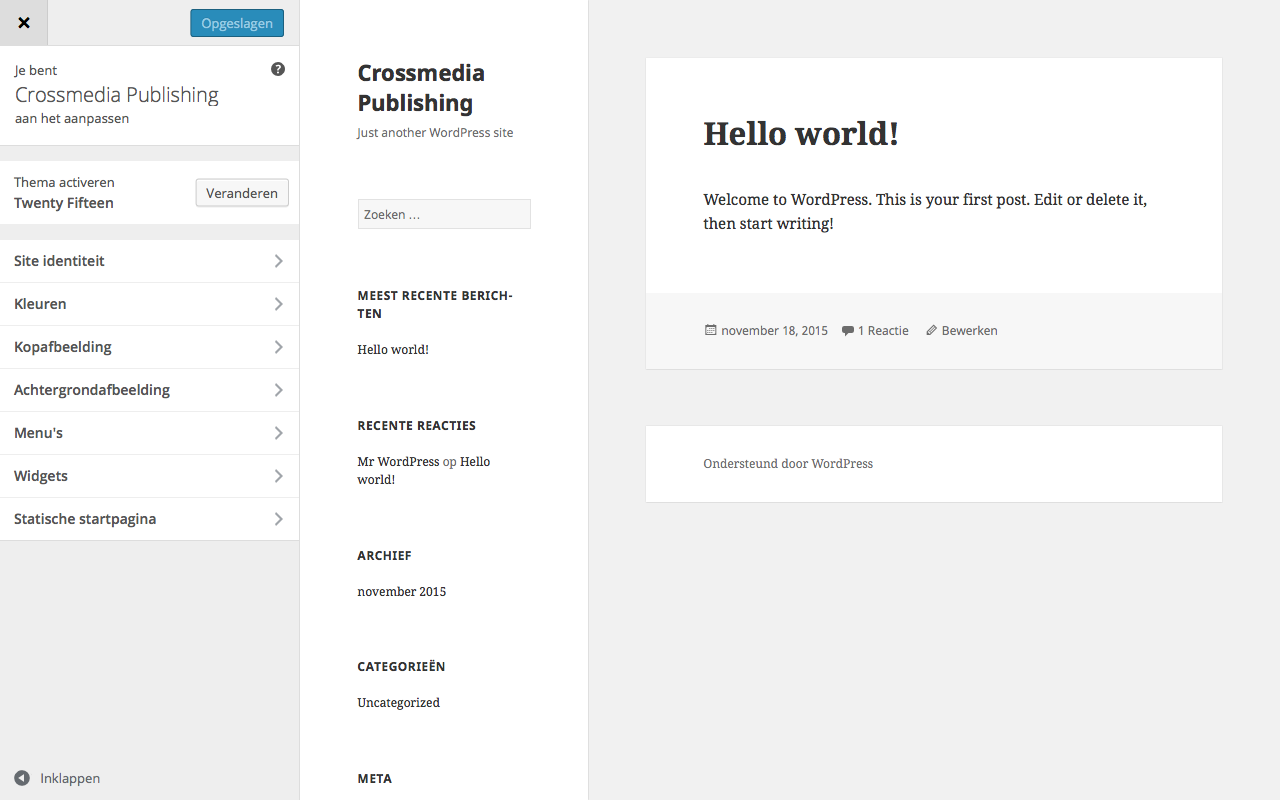 Opgeslagen
Je bent
Crossmedia Publishing
aan het aanpassen
Thema activeren
Twenty Fifteen
Veranderen
Site identiteit
Kleuren
Kopafbeelding
Achtergrondafbeelding
Menu's
Widgets
Statische startpagina
Inklappen
Crossmedia
Publishing
Just another WordPress site
Zoeken …
MEEST RECENTE BERICH-
TEN
Hello world!
RECENTE REACTIES
Mr WordPress op Hello
world!
ARCHIEF
november 2015
CATEGORIEËN
Uncategorized
META
Hello world!
Welcome to WordPress. This is your first post. Edit or delete it,
then start writing!
november 18, 2015 1 Reactie Bewerken
Ondersteund door WordPress